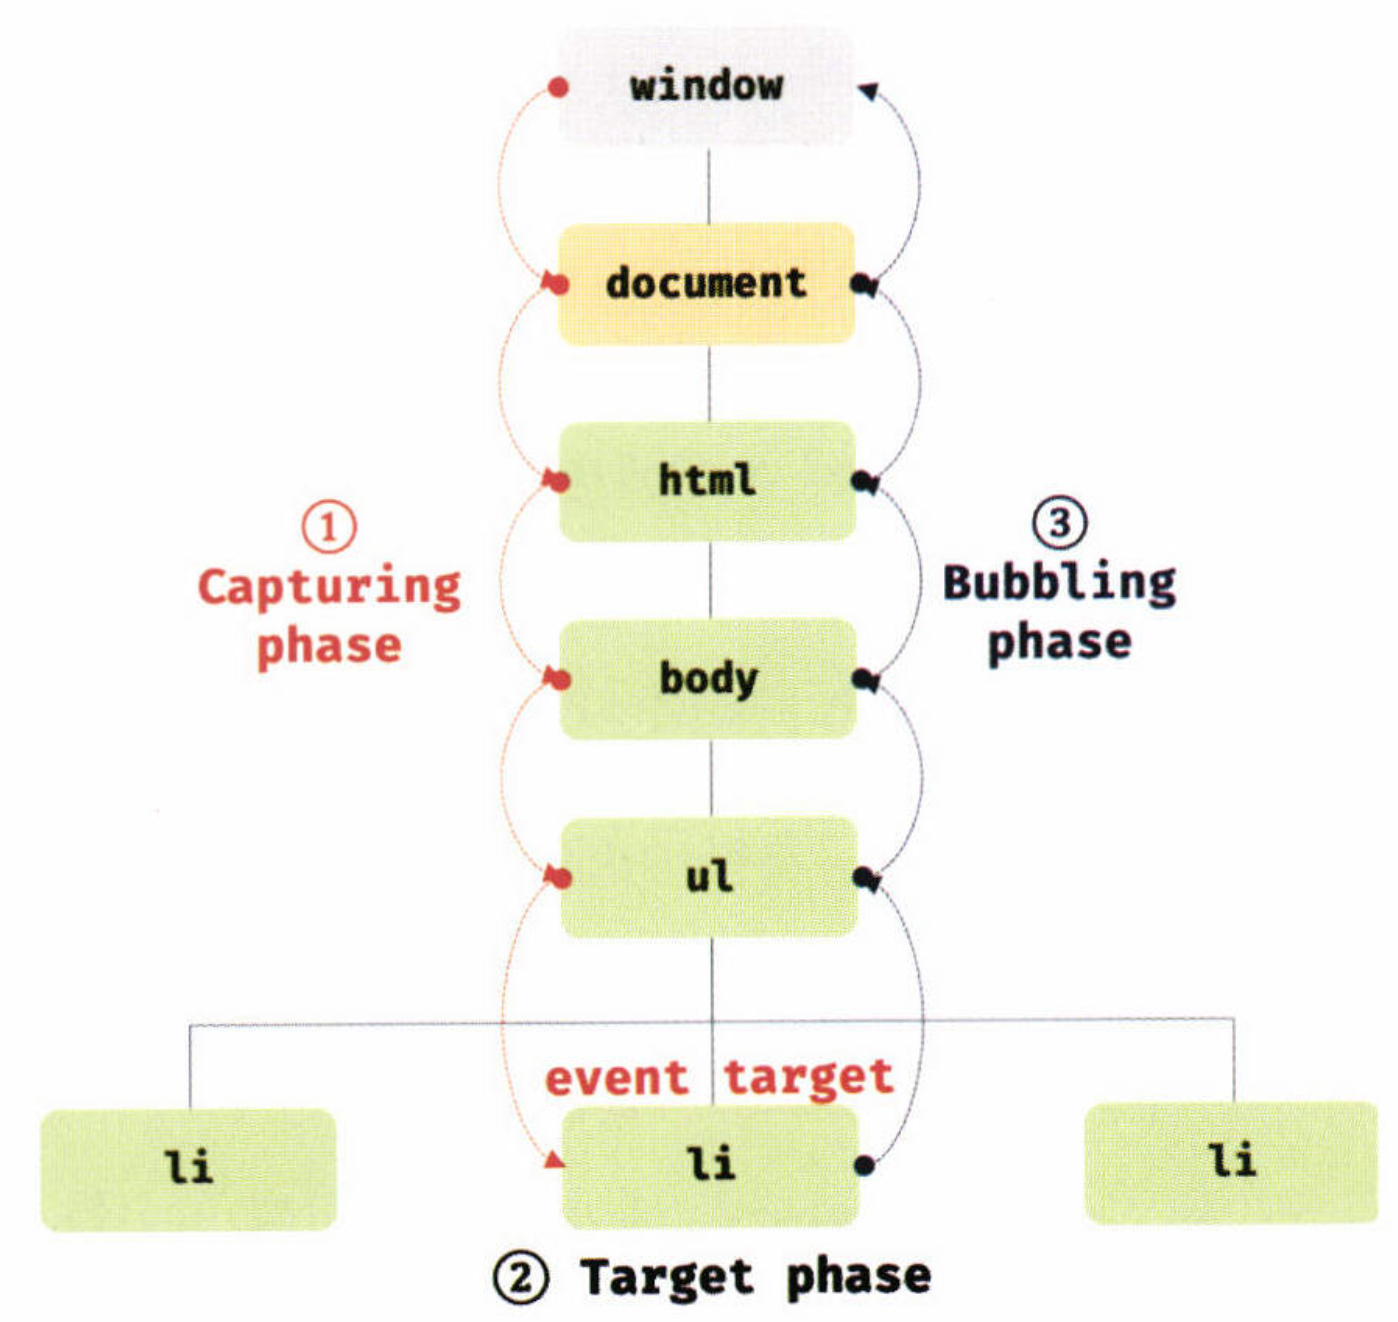 window
document
html
①
Capturing
phase
③
Bubbling
phase
body
ul
event target
li
li
li
② Target phase